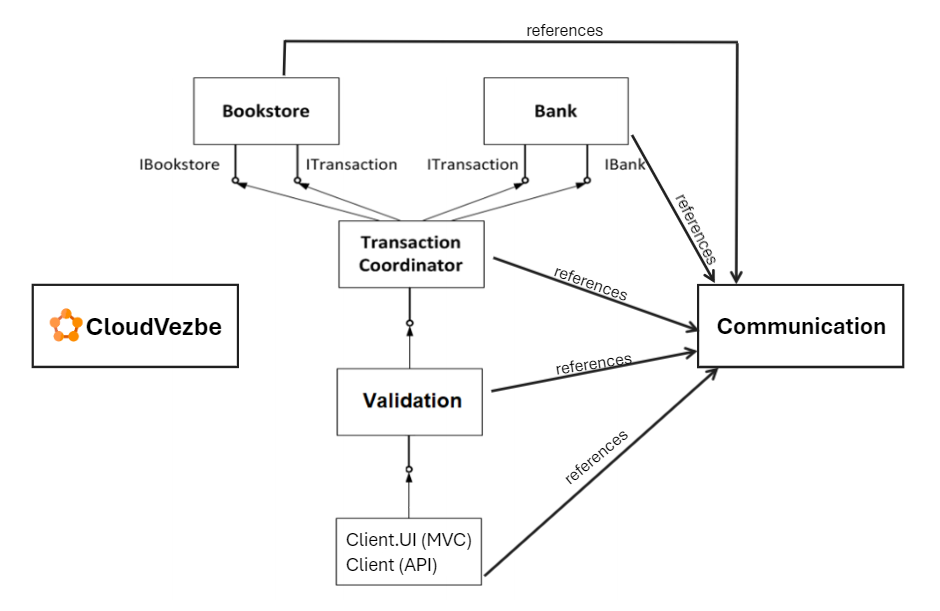 references
Bookstore
Bank
IBookstore
ITransaction
ITransaction
IBank
references
Transaction
Coordinator
references
CloudVezbe
Communication
references
Validation
references
Client.UI (MVC)
Client (API)